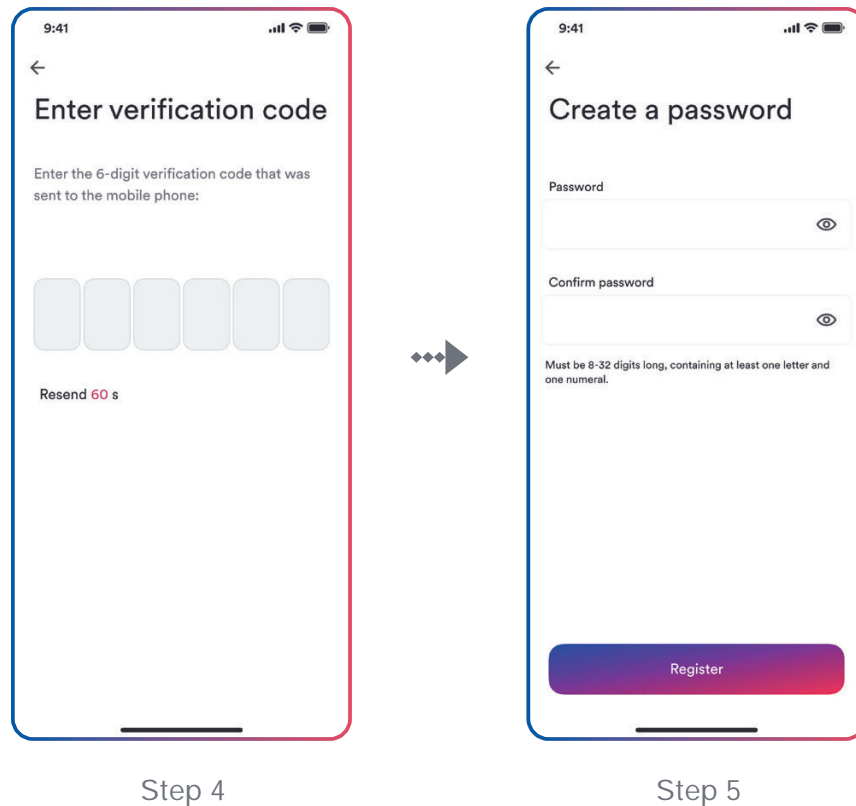 9:41
Enter verification code
Enter the 6-digit verification code that was
sent to the mobile phone:
Resend 60 s
Step 4
9:41
Create a password
Password
Confirm password
Must be 8-32 digits long, containing at least one letter and
one numeral.
Register
Step 5